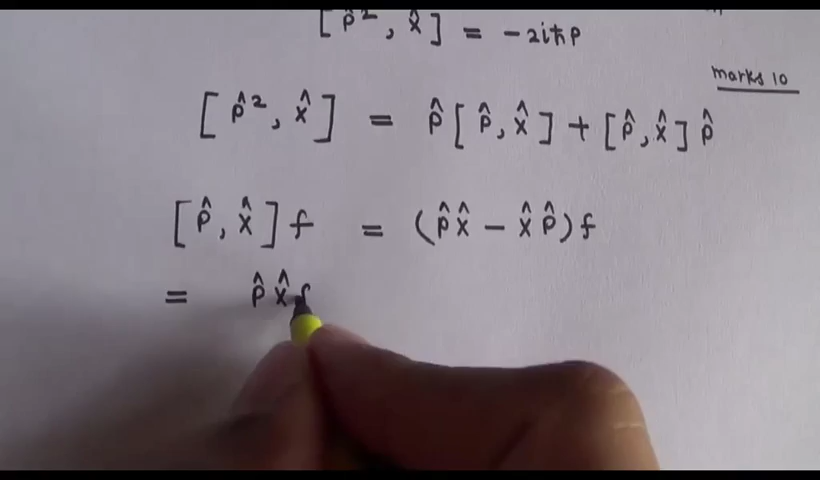 [p̂², x̂] = -2iħp
marks 10
[p̂², x̂] = p̂[p̂, x̂] + [p̂, x̂]p̂
[p̂, x̂]f = (p̂x̂ - x̂p̂)f
= p̂x̂f